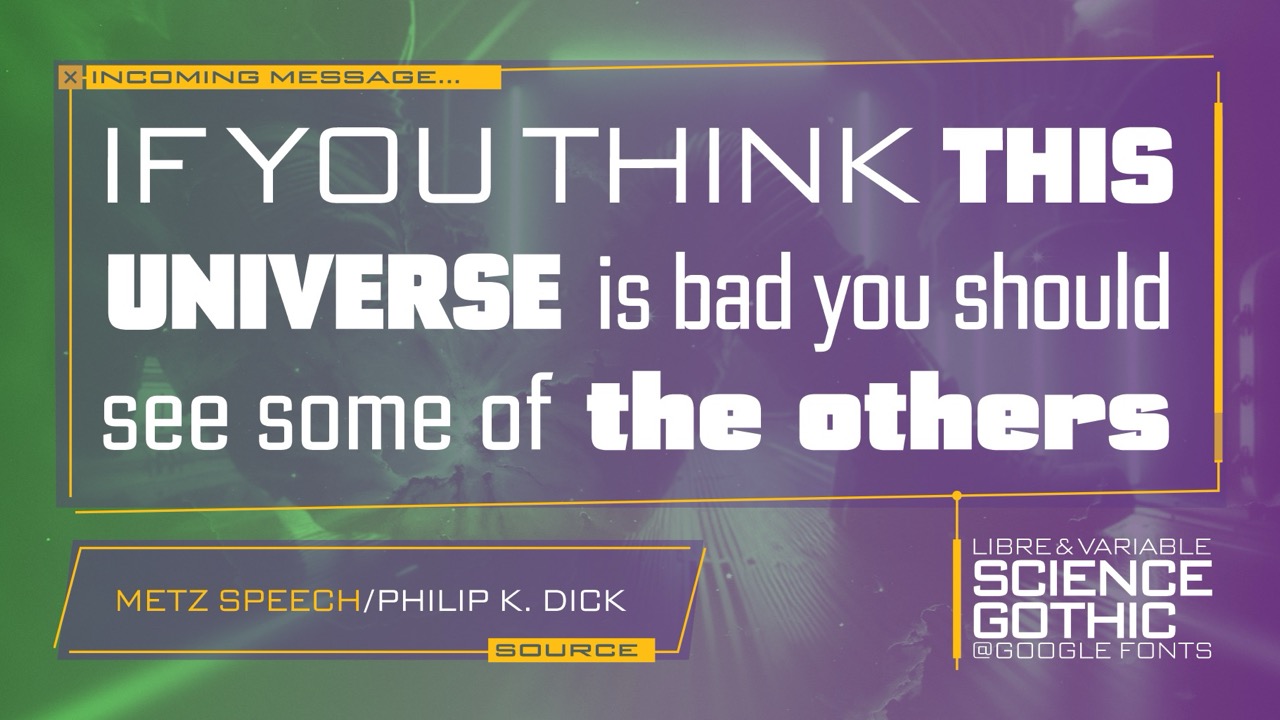 × INCOMING MESSAGE...
IF YOU THINK THIS
UNIVERSE is bad you should
see some of the others
METZ SPEECH/PHILIP K. DICK
SOURCE
LIBRE & VARIABLE
SCIENCE
GOTHIC
@GOOGLE FONTS